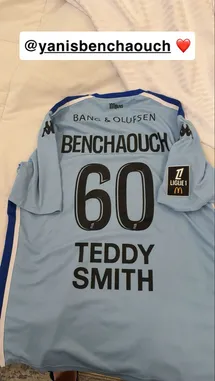 @yanisbenchaouch ❤️
BANG & OLUFSEN
BENCHAOUCH
60
LIGUE 1
TEDDY
SMITH